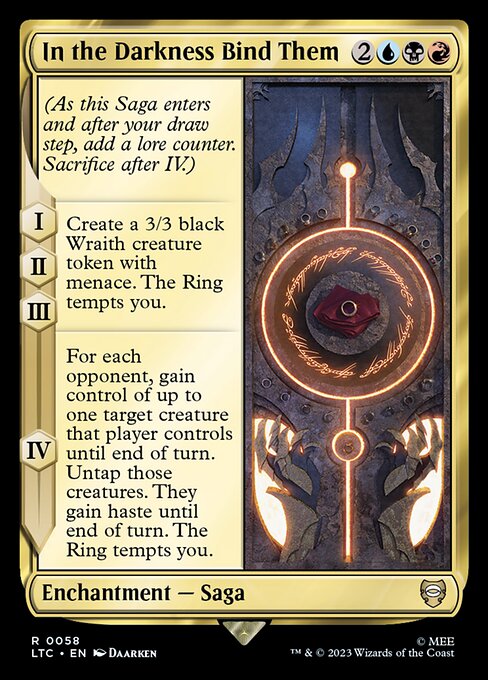 In the Darkness Bind Them 2
(As this Saga enters
and after your draw
step, add a lore counter.
Sacrifice after IV.)
I
II
III
Create a 3/3 black
Wraith creature
token with
menace. The Ring
tempts you.
IV
For each
opponent, gain
control of up to
one target creature
that player controls
until end of turn.
Untap those
creatures. They
gain haste until
end of turn. The
Ring tempts you.
Enchantment — Saga
R 0058
LTC • EN Daarken
© MEE
™ & © 2023 Wizards of the Coast